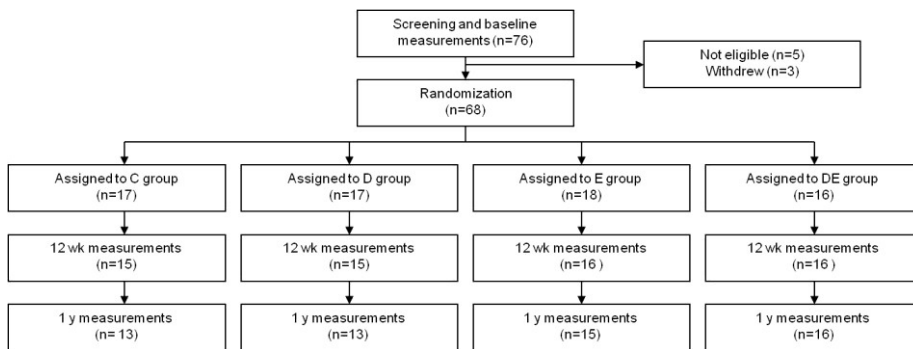 Screening and baseline
measurements (n=76)
Not eligible (n=5)
Withdrew (n=3)
Randomization
(n=68)
Assigned to C group
(n=17)
Assigned to D group
(n=17)
Assigned to E group
(n=18)
Assigned to DE group
(n=16)
12 wk measurements
(n=15)
12 wk measurements
(n=15)
12 wk measurements
(n=16 )
12 wk measurements
(n=16 )
1 y measurements
(n= 13)
1 y measurements
(n=13)
1 y measurements
(n=15)
1 y measurements
(n=16)